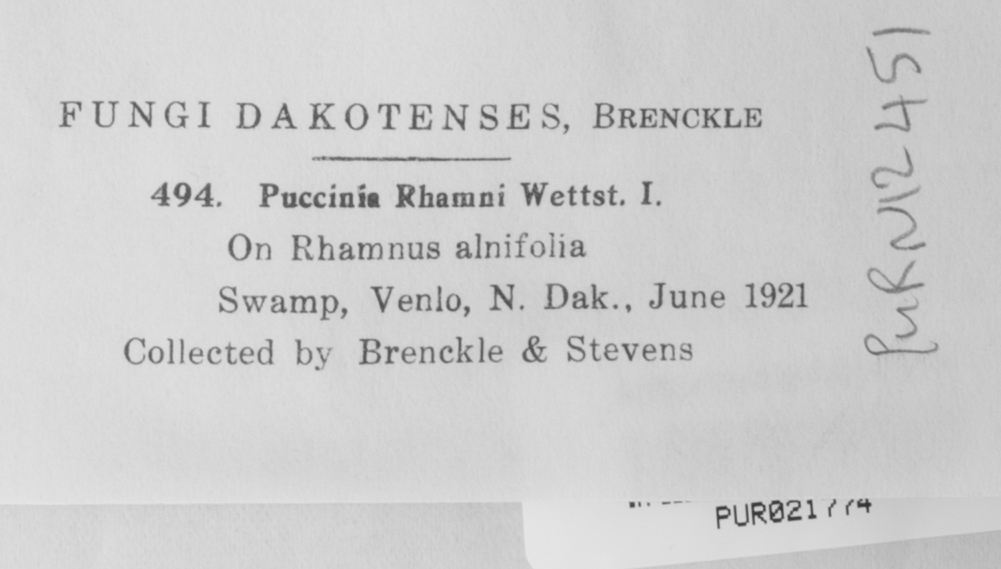 FUNGI DAKOTENSES, BRENCKLE
494. Puccinia Rhamni Wettst. I.
On Rhamnus alnifolia
Swamp, Venlo, N. Dak., June 1921
Collected by Brenckle & Stevens
PUR N12451
PUR021774